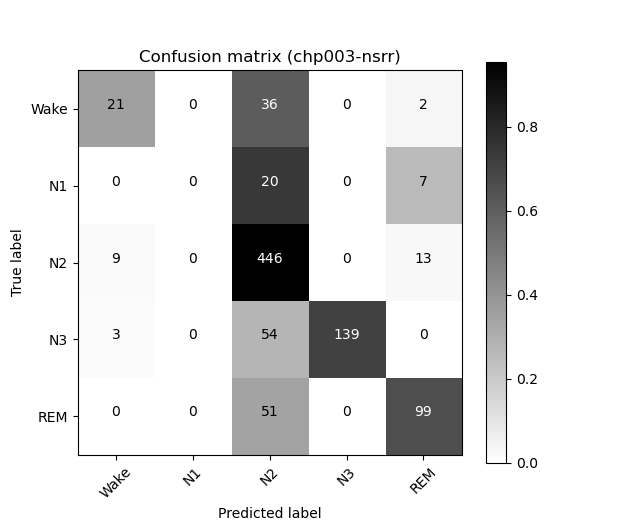 Confusion matrix (chp003-nsrr)
True label
Wake 21 0 36 0 2
N1 0 0 20 0 7
N2 9 0 446 0 13
N3 3 0 54 139 0
REM 0 0 51 0 99
Wake N1 N2 N3 REM
Predicted label
0.8
0.6
0.4
0.2
0.0